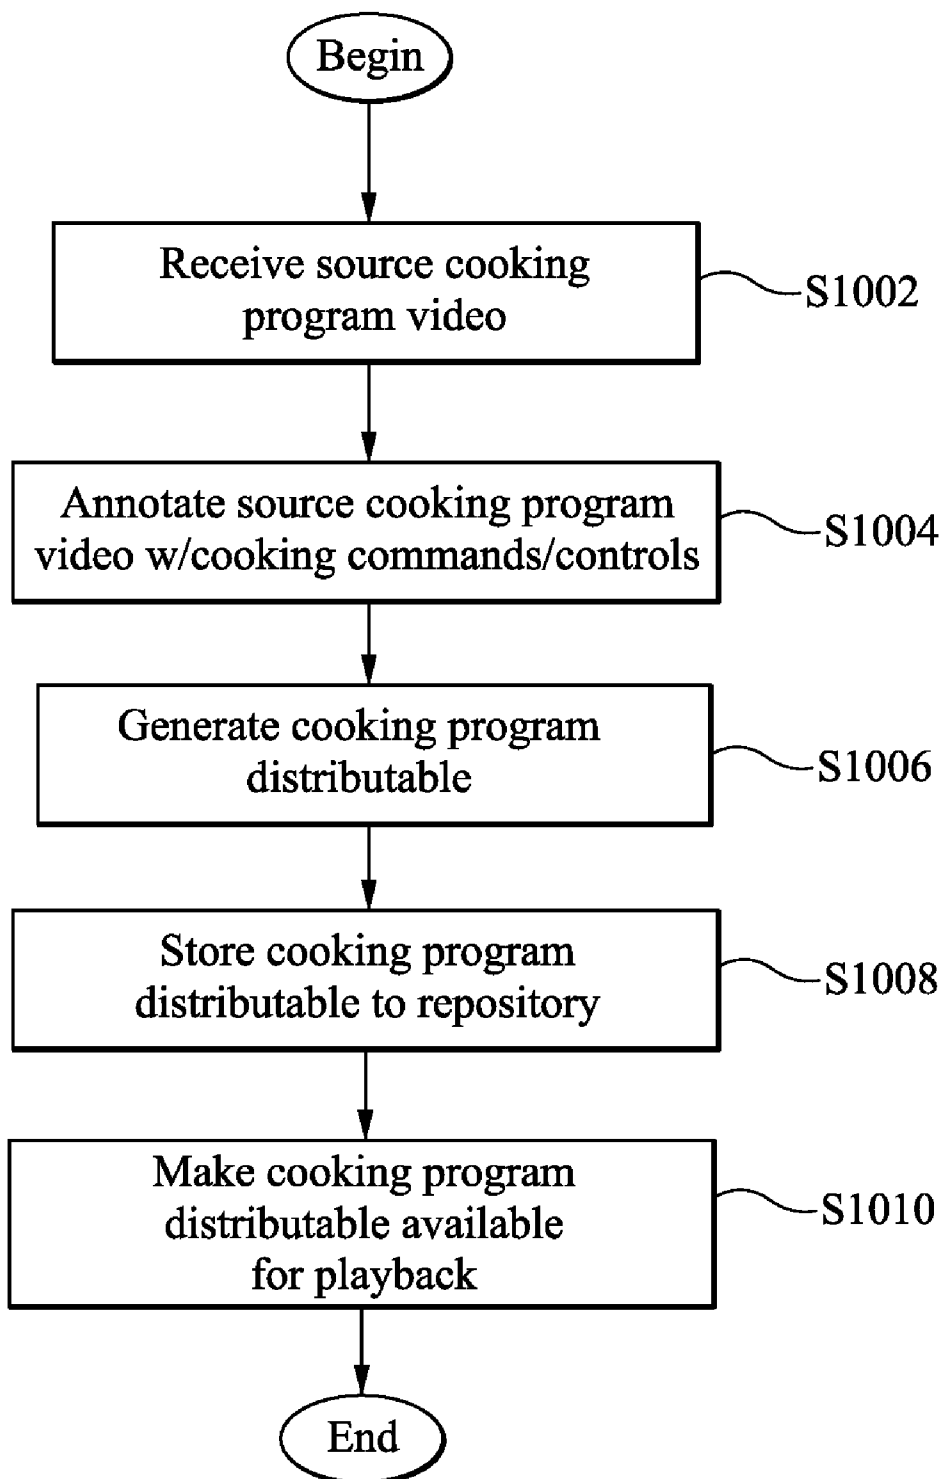 Begin
Receive source cooking
program video
S1002
Annotate source cooking program
video w/cooking commands/controls
S1004
Generate cooking program
distributable
S1006
Store cooking program
distributable to repository
S1008
Make cooking program
distributable available
for playback
S1010
End